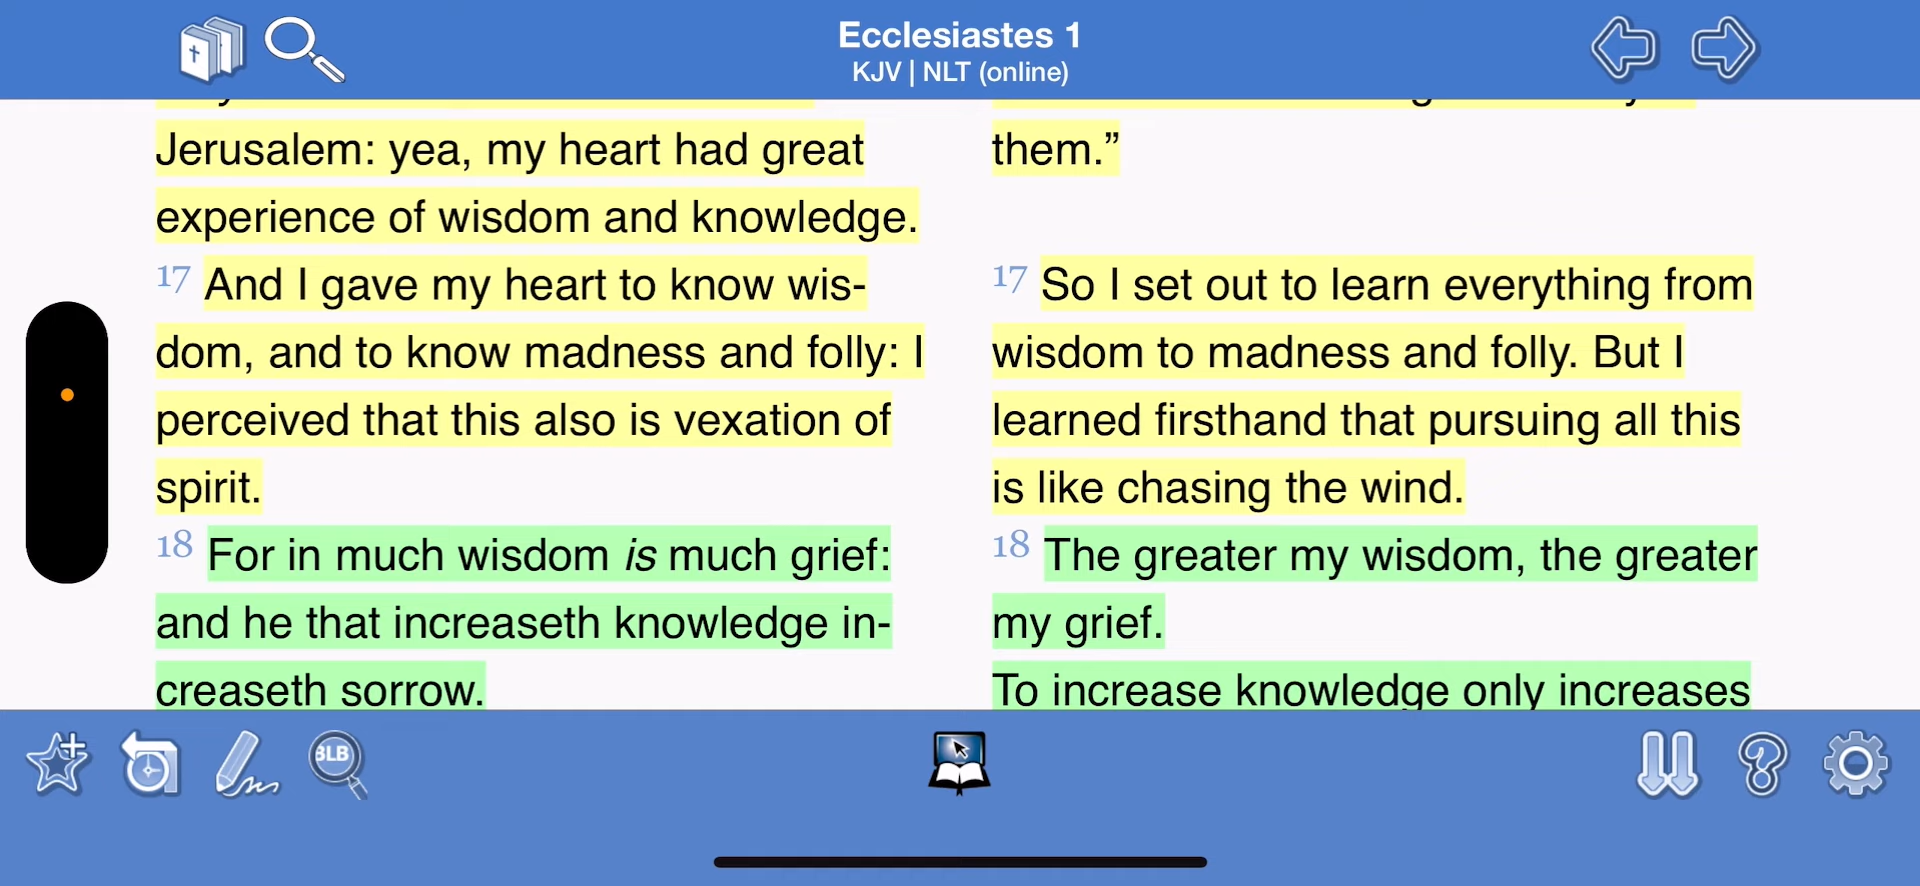 Ecclesiastes 1
KJV | NLT (online)
Jerusalem: yea, my heart had great
experience of wisdom and knowledge.
17 And I gave my heart to know wis-
dom, and to know madness and folly: I
perceived that this also is vexation of
spirit.
18 For in much wisdom is much grief:
and he that increaseth knowledge in-
creaseth sorrow.
them.”
17 So I set out to learn everything from
wisdom to madness and folly. But I
learned firsthand that pursuing all this
is like chasing the wind.
18 The greater my wisdom, the greater
my grief.
To increase knowledge only increases
BLB